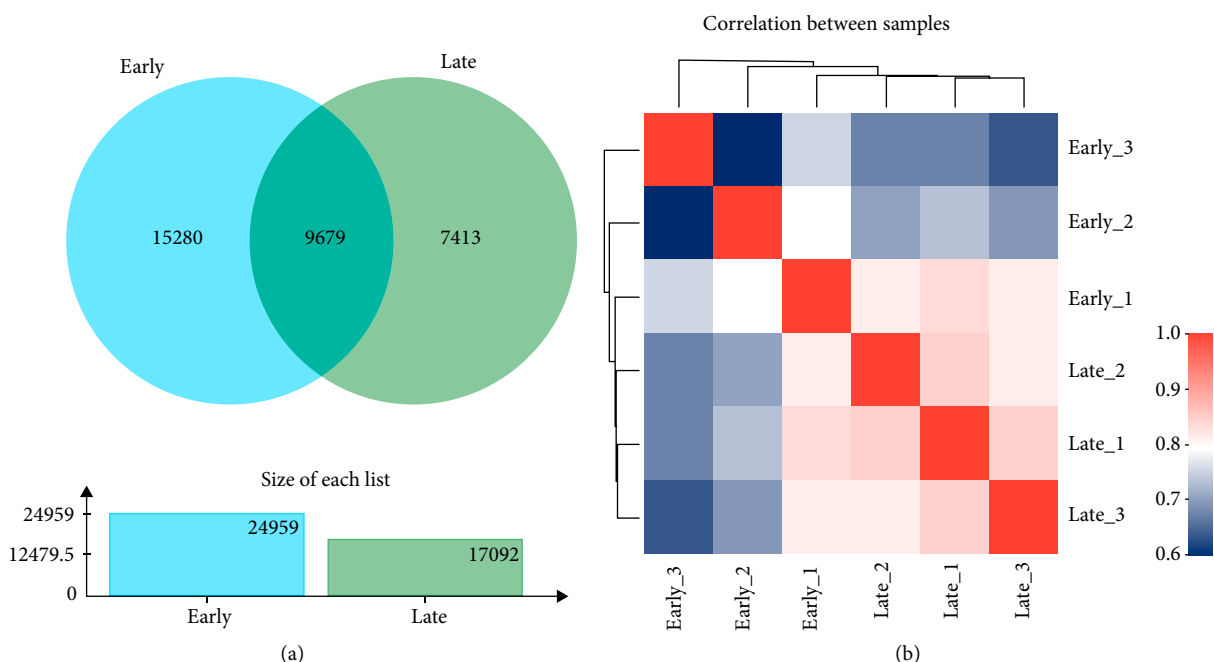 Early
Late
15280
9679
7413
Size of each list
24959
12479.5
0
24959
17092
Early
Late
(a)
Correlation between samples
Early_3
Early_2
Early_1
Late_2
Late_1
Late_3
Early_3
Early_2
Early_1
Late_2
Late_1
Late_3
1.0
0.9
0.8
0.7
0.6
(b)